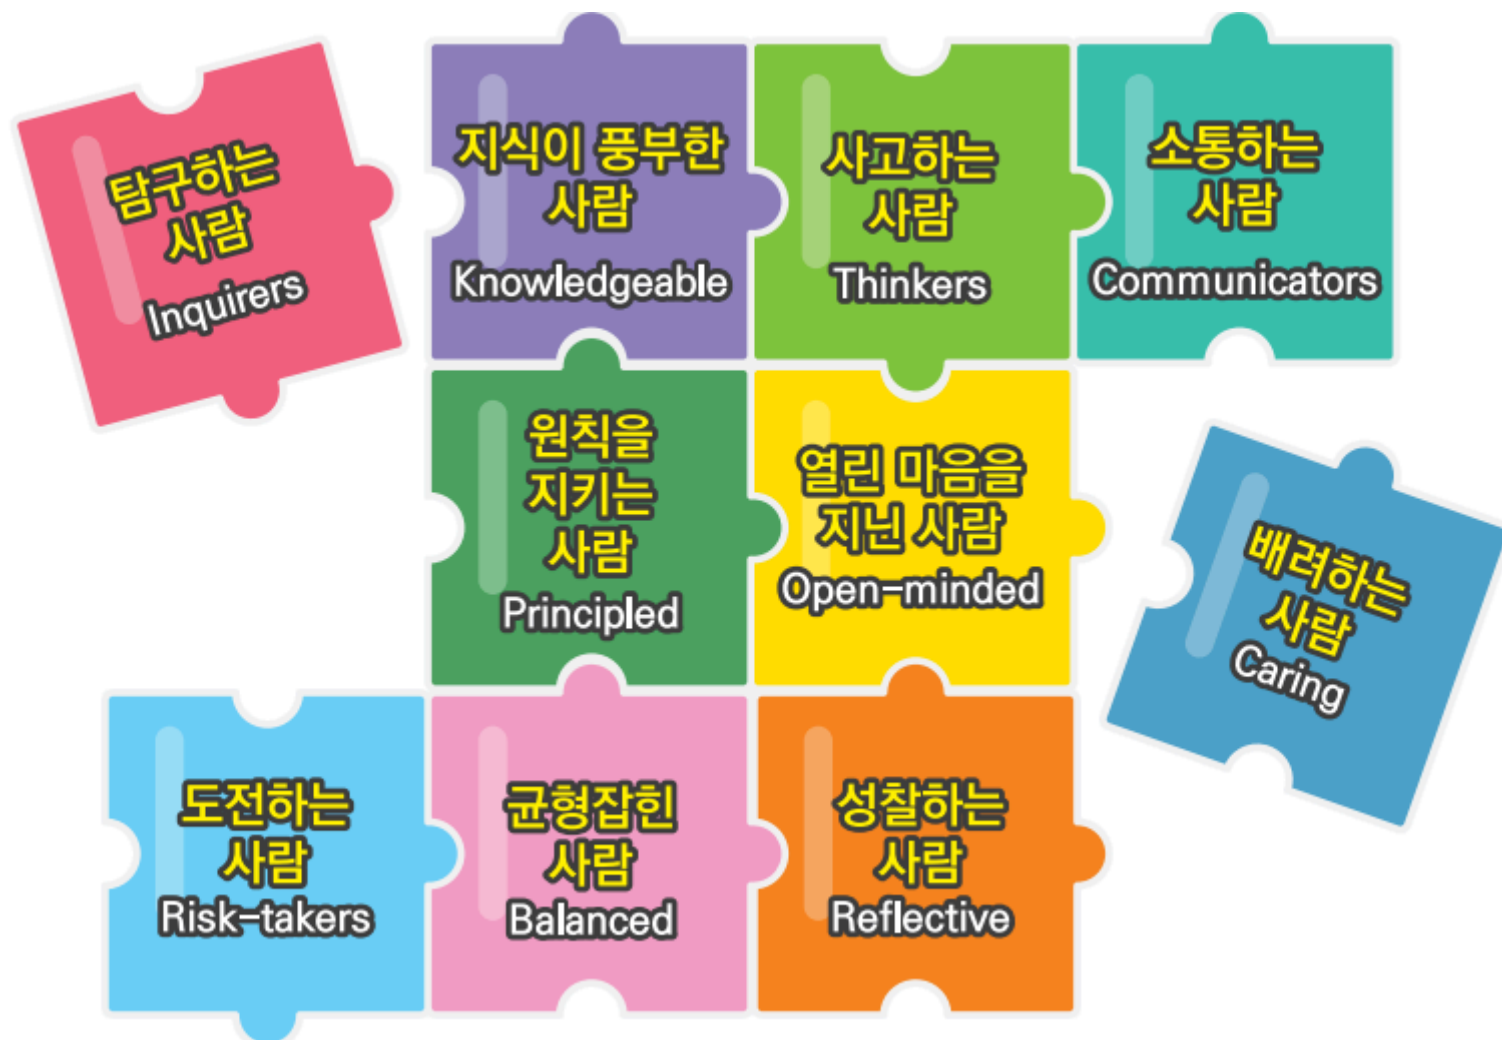 탐구하는
사람
Inquirers
지식이 풍부한
사람
Knowledgeable
사고하는
사람
Thinkers
소통하는
사람
Communicators
원칙을
지키는
사람
Principled
열린 마음을
지닌 사람
Open-minded
배려하는
사람
Caring
도전하는
사람
Risk-takers
균형잡힌
사람
Balanced
성찰하는
사람
Reflective